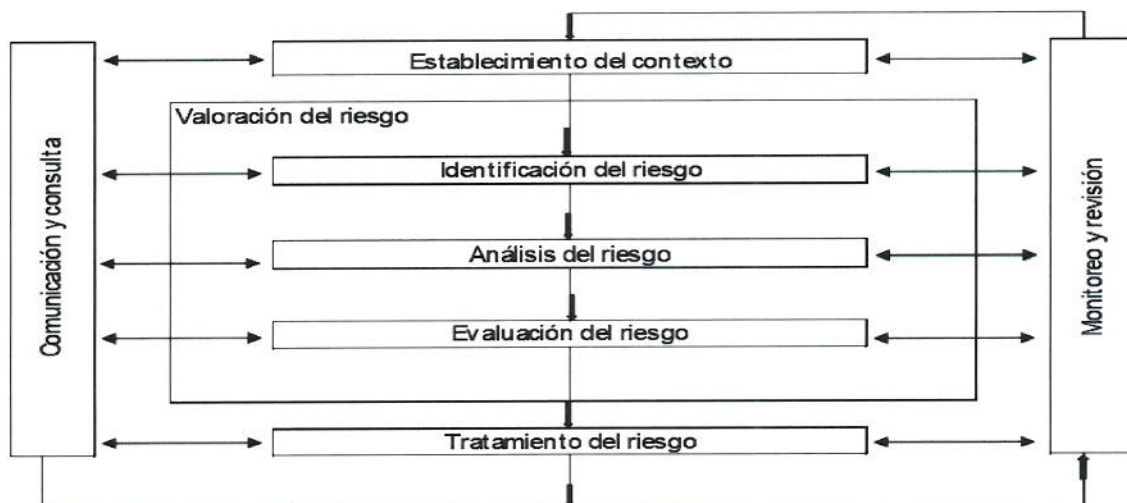 Establecimiento del contexto
Valoración del riesgo
Identificación del riesgo
Análisis del riesgo
Evaluación del riesgo
Tratamiento del riesgo
Comunicación y consulta
Monitoreo y revisión